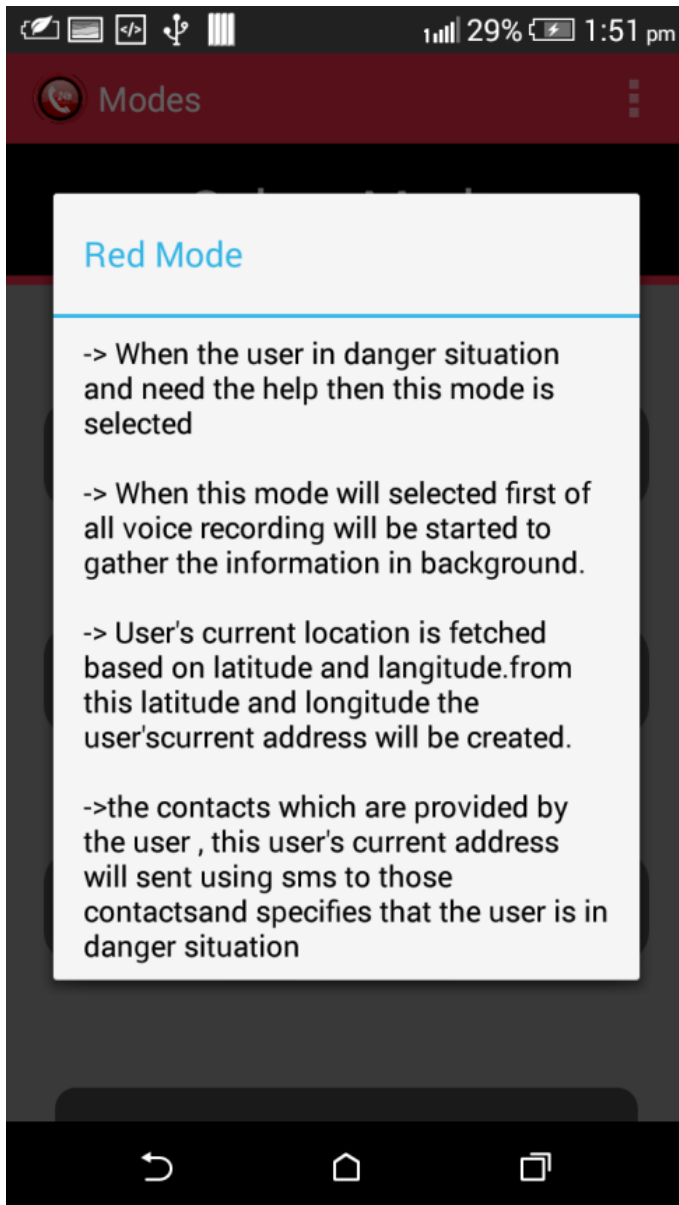 29% 1:51 pm
Modes
Red Mode
-> When the user in danger situation
and need the help then this mode is
selected
-> When this mode will selected first of
all voice recording will be started to
gather the information in background.
-> User's current location is fetched
based on latitude and langitude.from
this latitude and longitude the
user'scurrent address will be created.
->the contacts which are provided by
the user , this user's current address
will sent using sms to those
contactsand specifies that the user is in
danger situation